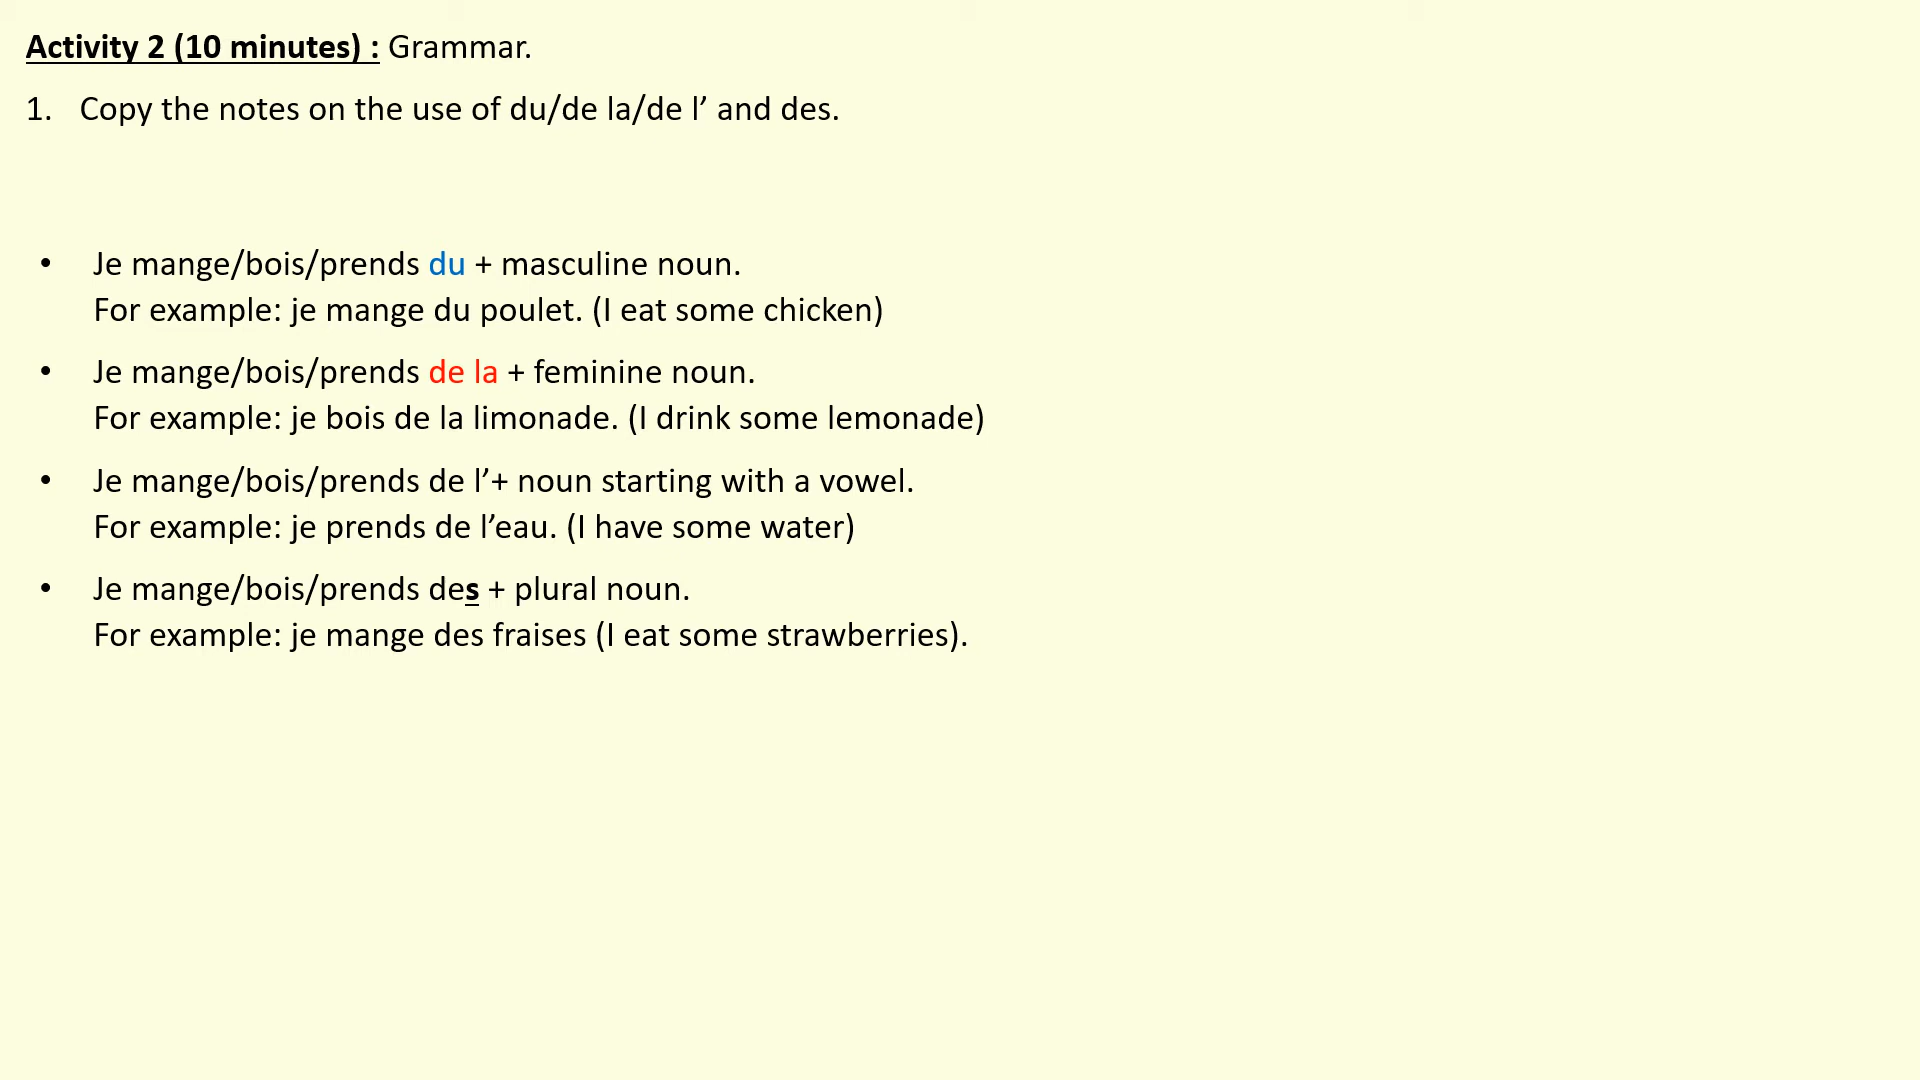 Activity 2 (10 minutes) : Grammar.
1. Copy the notes on the use of du/de la/de l’ and des.
• Je mange/bois/prends du + masculine noun.
For example: je mange du poulet. (I eat some chicken)
• Je mange/bois/prends de la + feminine noun.
For example: je bois de la limonade. (I drink some lemonade)
• Je mange/bois/prends de l’+ noun starting with a vowel.
For example: je prends de l’eau. (I have some water)
• Je mange/bois/prends des + plural noun.
For example: je mange des fraises (I eat some strawberries).